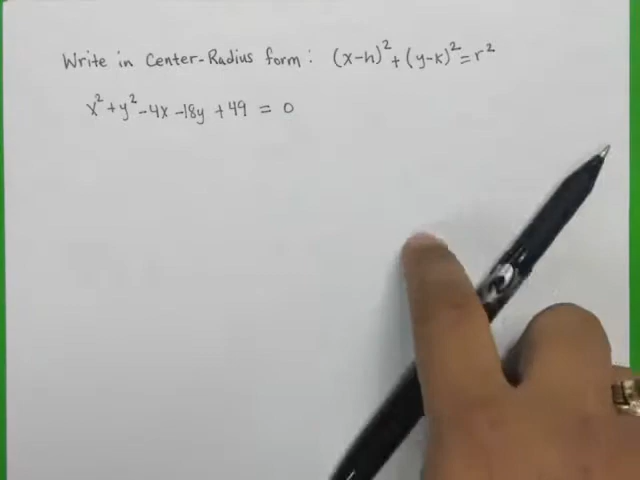 Write in Center-Radius form: (x-h)² + (y-k)² = r²
x² + y² - 4x - 18y + 49 = 0